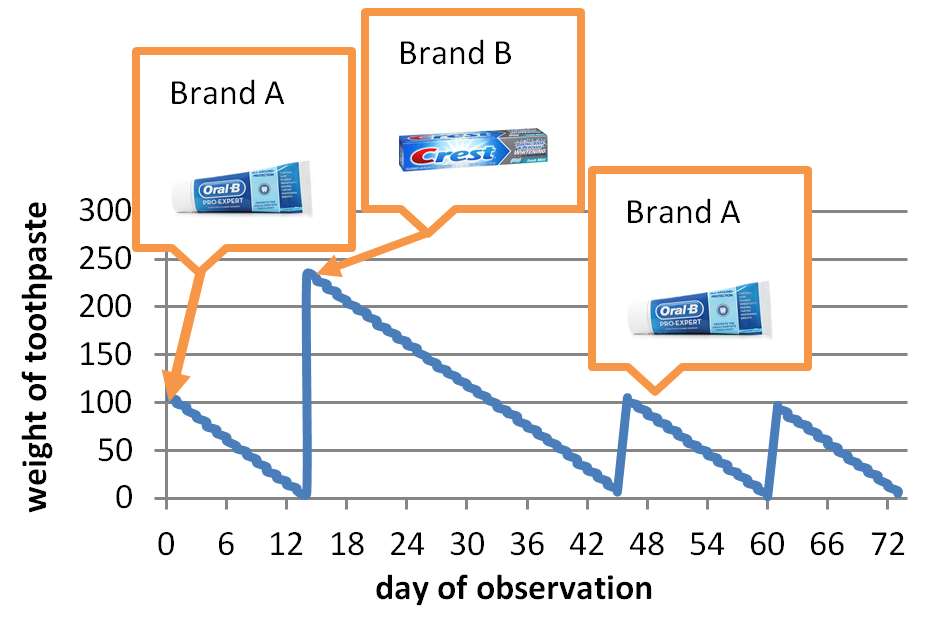 Brand B
Brand A
Crest
WHITENING
Oral-B
PRO-EXPERT
Brand A
Oral-B
PRO-EXPERT
weight of toothpaste
300
250
200
150
100
50
0
0 6 12 18 24 30 36 42 48 54 60 66 72
day of observation